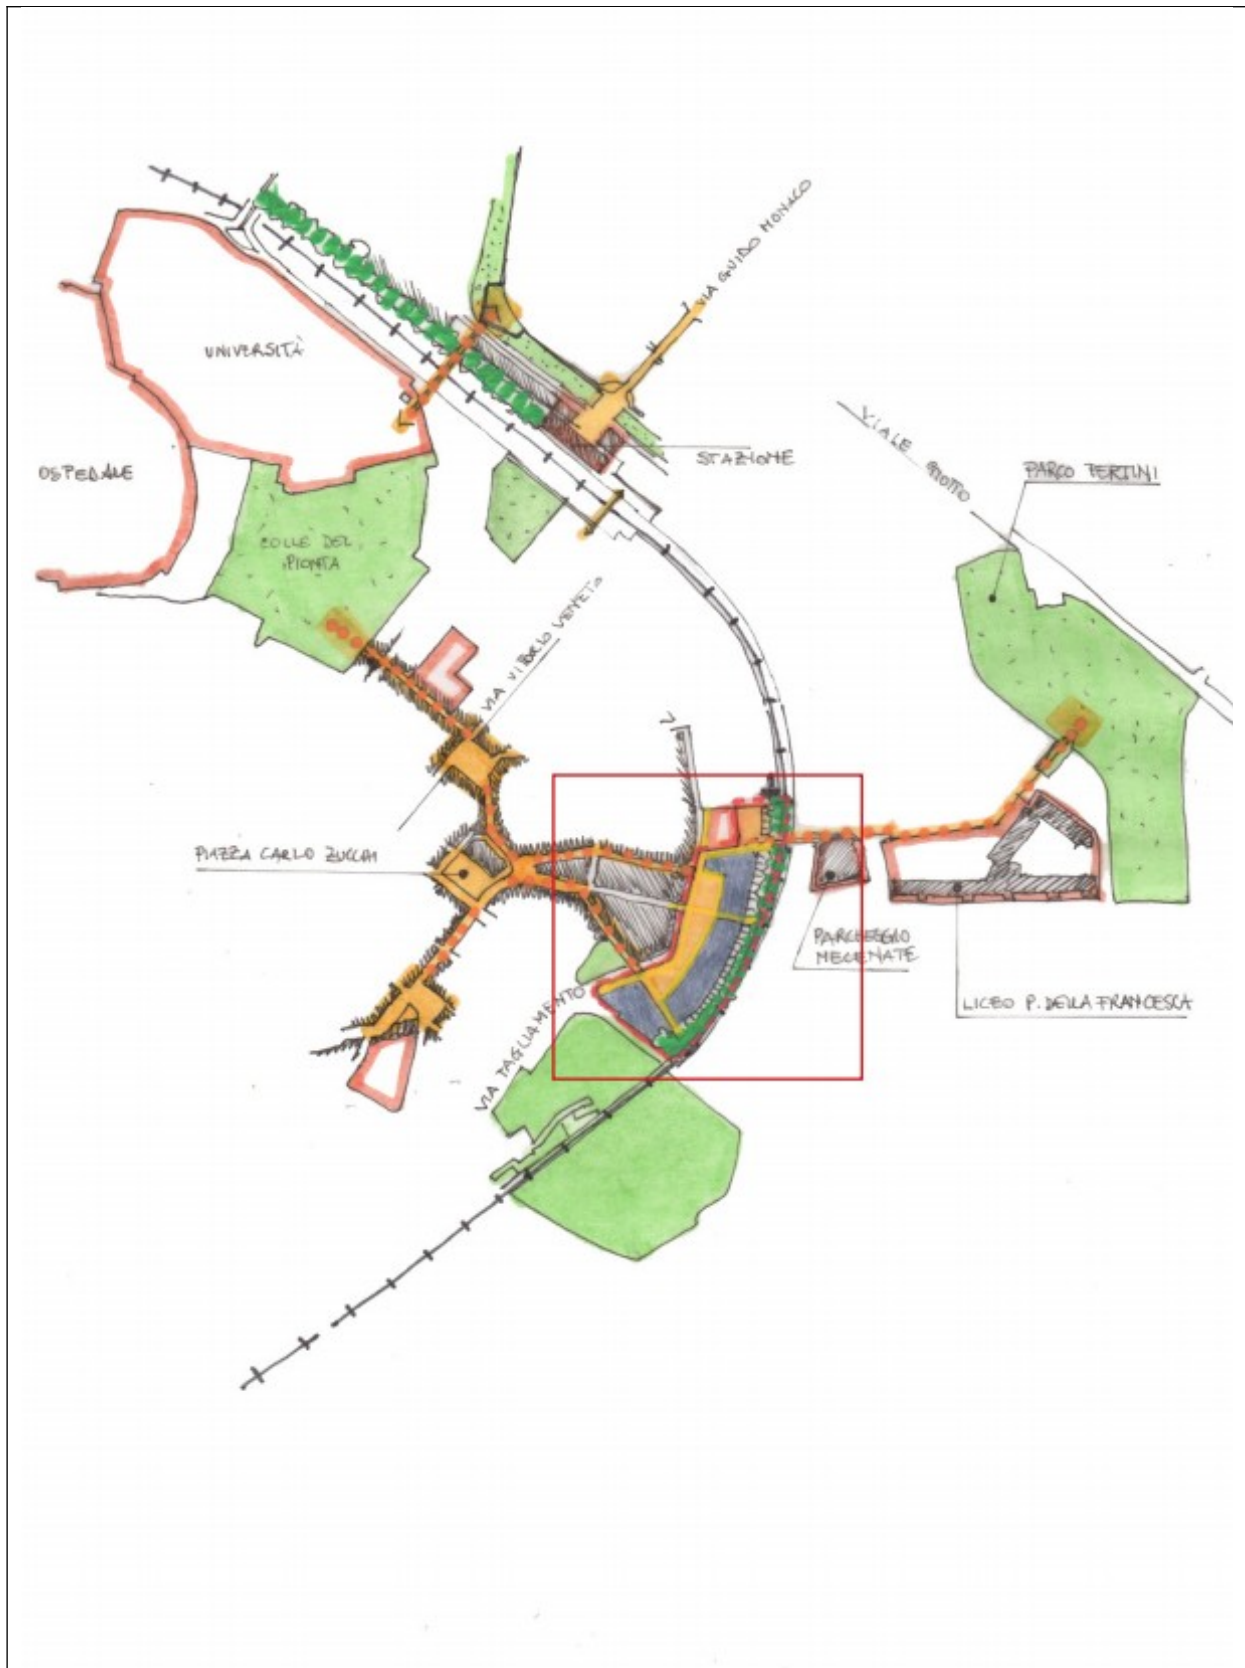 VIA GUIDO MONACO
UNIVERSITÀ
STAZIONE
VIALE GIOTTO
PARCO PERTINI
OSPEDALE
COLLE DEL
PIONTA
VIA VITTORIO VENETO
PIAZZA CARLO ZUCCHI
PARCHEGGIO
MECENATE
LICEO P. DELLA FRANCESCA
VIA TAGLIAMENTO